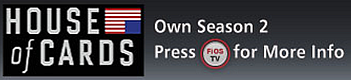 HOUSE
of CARDS
Own Season 2
Press FiOS TV for More Info